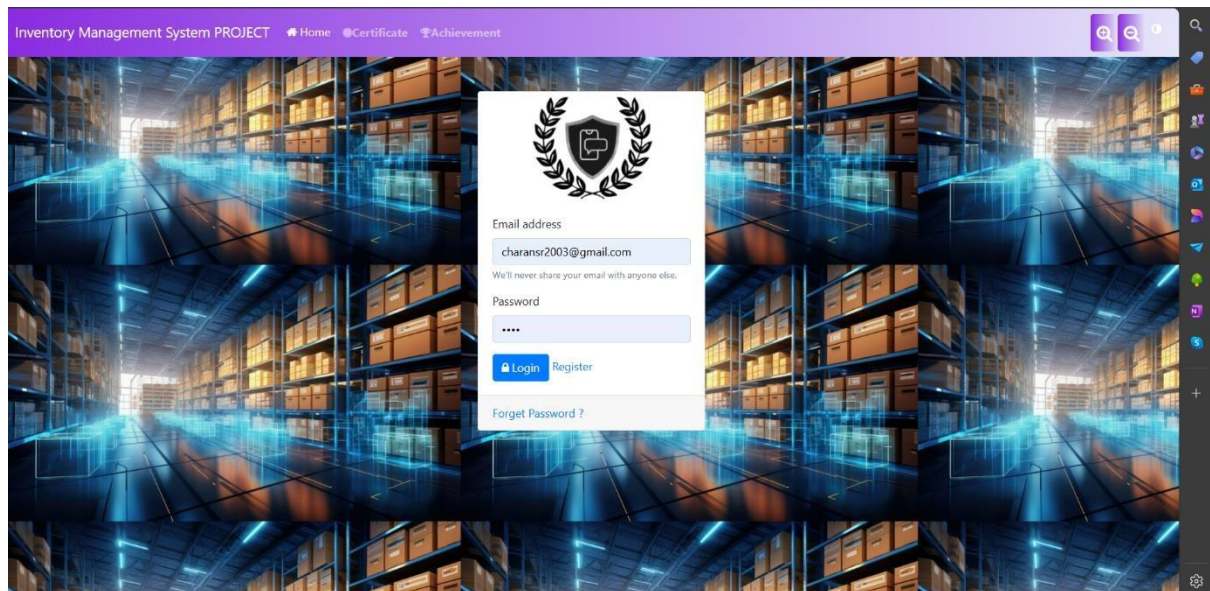 Inventory Management System PROJECT Home Certificate Achievement
Email address
charansr2003@gmail.com
We'll never share your email with anyone else.
Password
••••
Login Register
Forget Password ?